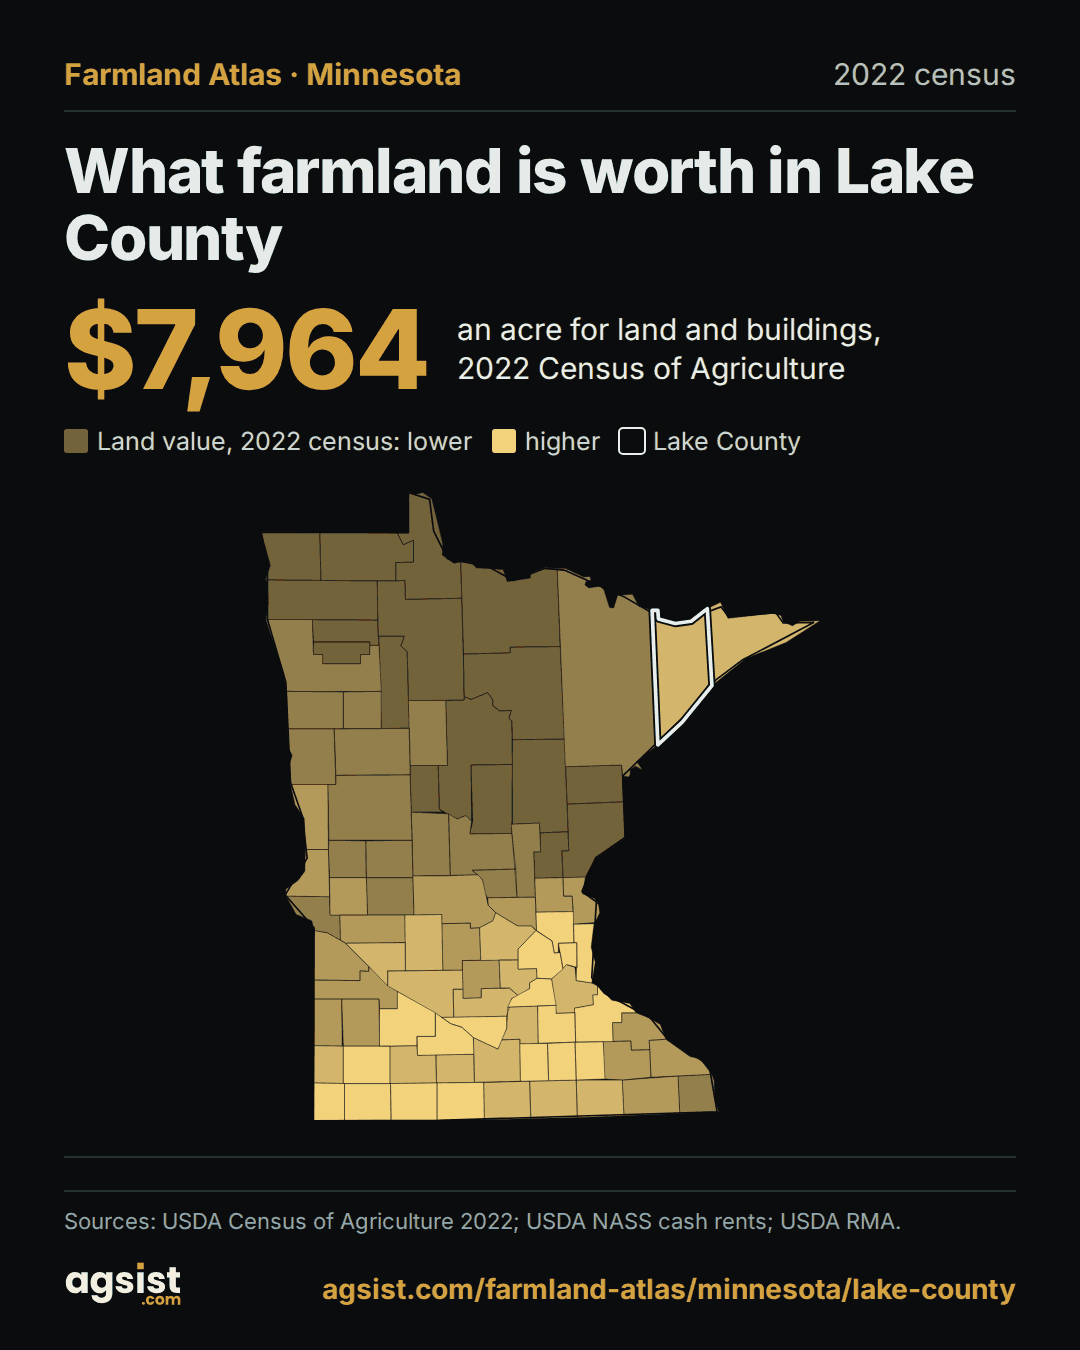 Farmland Atlas · Minnesota
2022 census
What farmland is worth in Lake
County
$7,964
an acre for land and buildings,
2022 Census of Agriculture
Land value, 2022 census: lower
higher
Lake County
Sources: USDA Census of Agriculture 2022; USDA NASS cash rents; USDA RMA.
agsist
.com
agsist.com/farmland-atlas/minnesota/lake-county